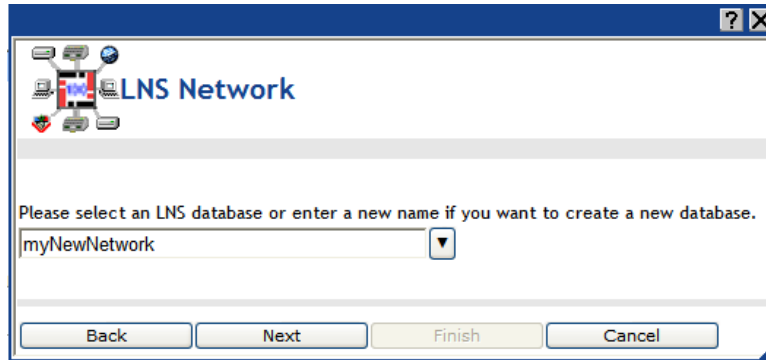 ?
LNS Network
Please select an LNS database or enter a new name if you want to create a new database.
myNewNetwork
Back Next Finish Cancel